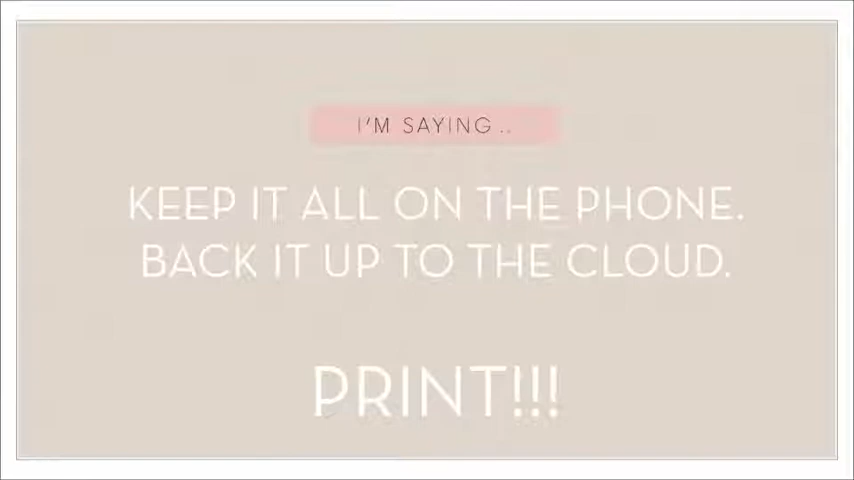 I'M SAYING ..
KEEP IT ALL ON THE PHONE.
BACK IT UP TO THE CLOUD.
PRINT!!!